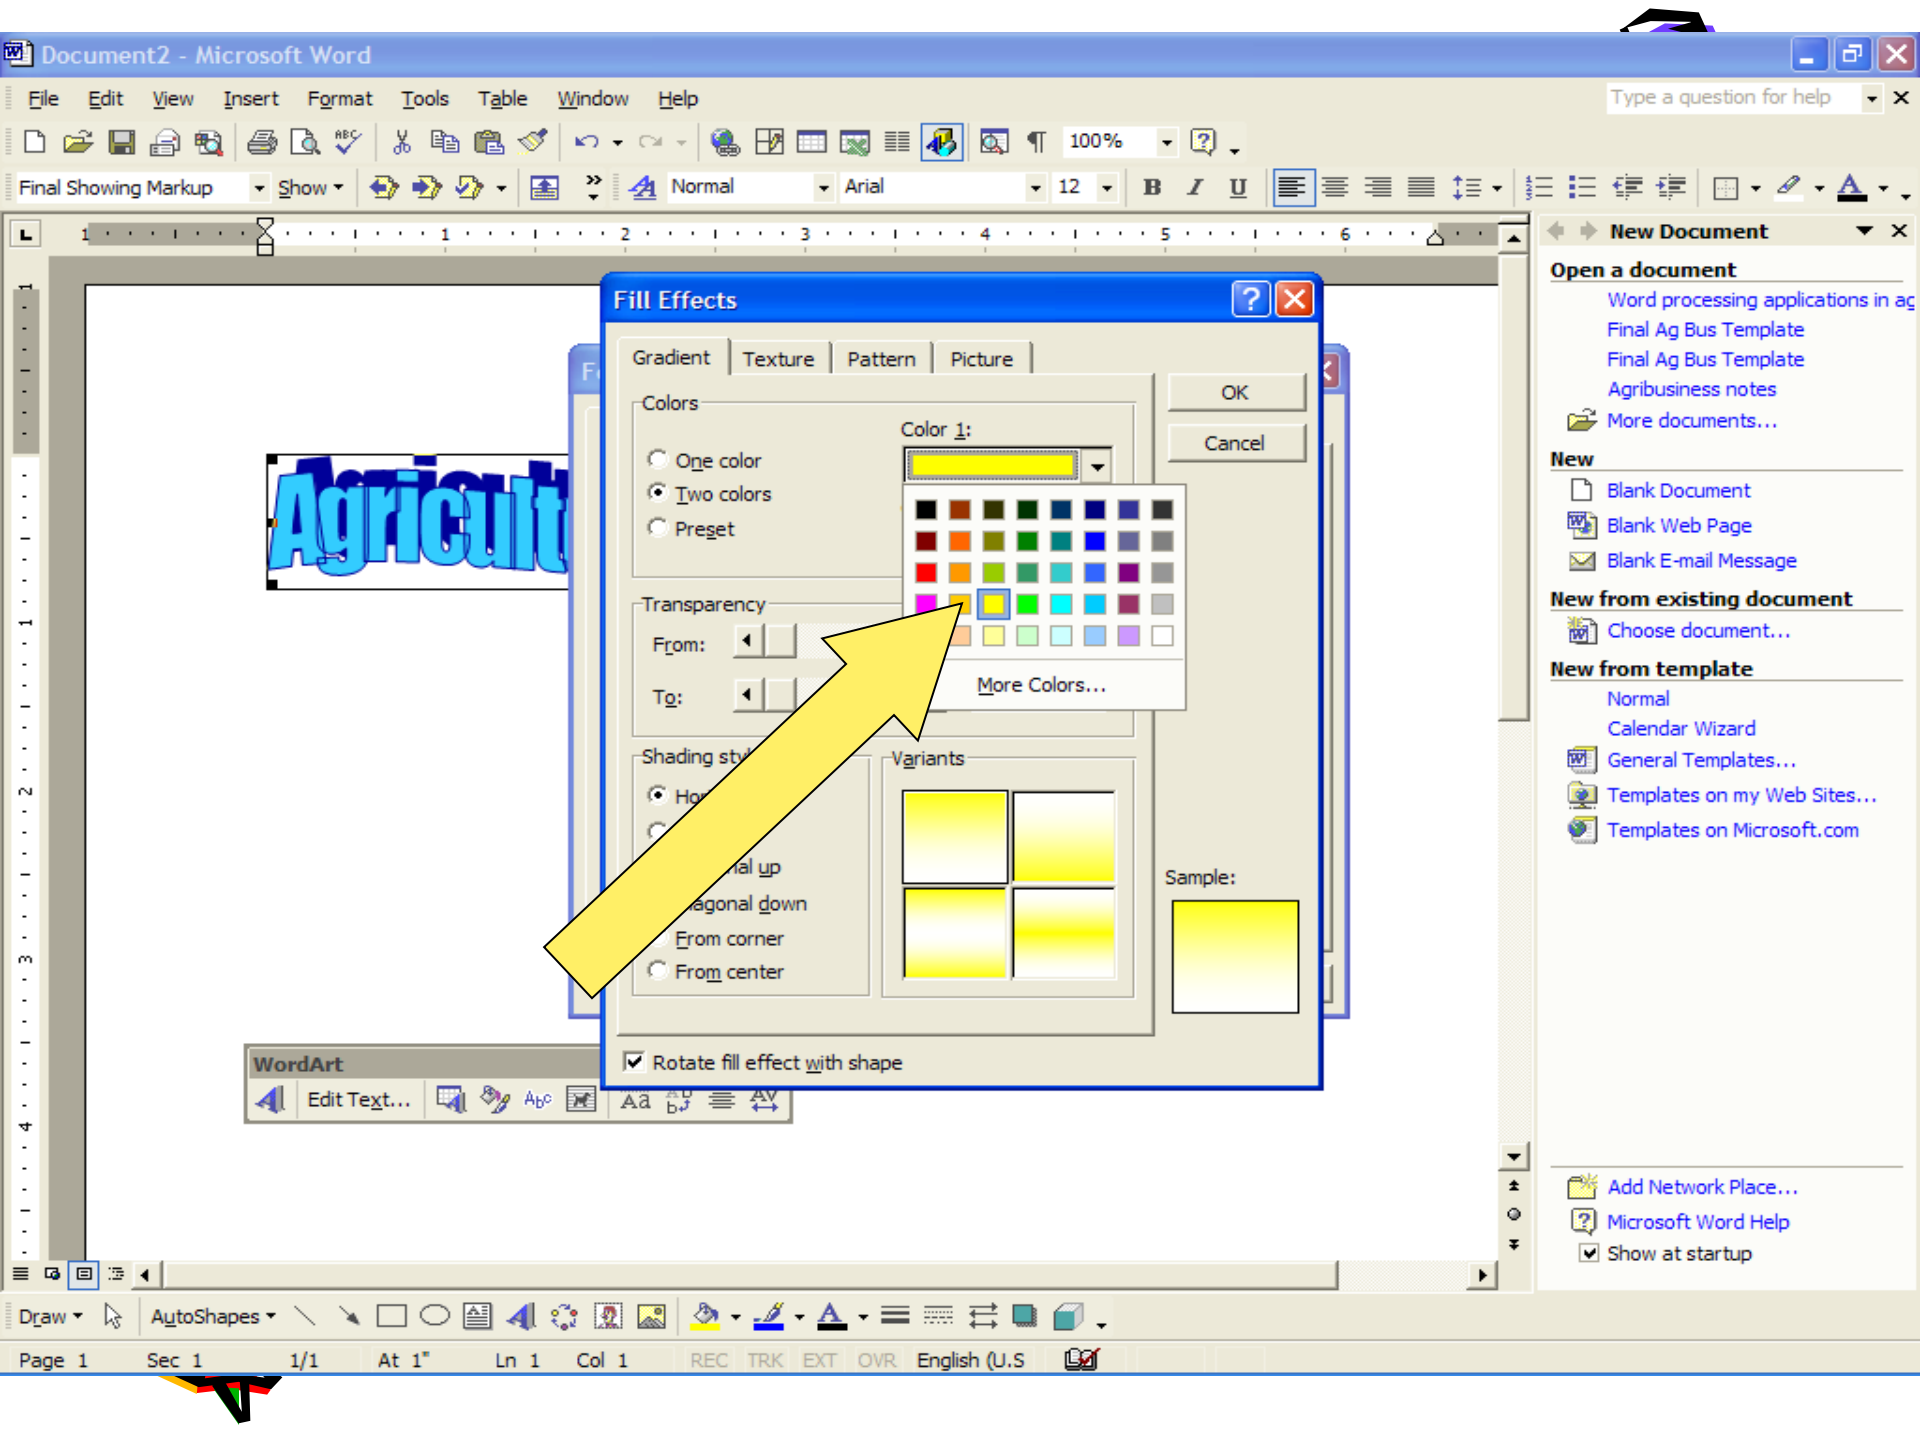 Document2 - Microsoft Word
File Edit View Insert Format Tools Table Window Help
Type a question for help
100%
Final Showing Markup Show Normal Arial 12 B I U
1 1 2 3 4 5 6
New Document
Open a document
Word processing applications in ag
Final Ag Bus Template
Final Ag Bus Template
Agribusiness notes
More documents...
New
Blank Document
Blank Web Page
Blank E-mail Message
New from existing document
Choose document...
New from template
Normal
Calendar Wizard
General Templates...
Templates on my Web Sites...
Templates on Microsoft.com
Add Network Place...
Microsoft Word Help
Show at startup
Fill Effects
Gradient Texture Pattern Picture
OK
Cancel
Colors
One color
Two colors
Preset
Color 1:
More Colors...
Transparency
From:
To:
Shading
Variants
up
down
From corner
From center
Sample:
Rotate fill effect with shape
Agricult
WordArt
Edit Text...
Draw AutoShapes
Page 1 Sec 1 1/1 At 1" Ln 1 Col 1 REC TRK EXT OVR English (U.S